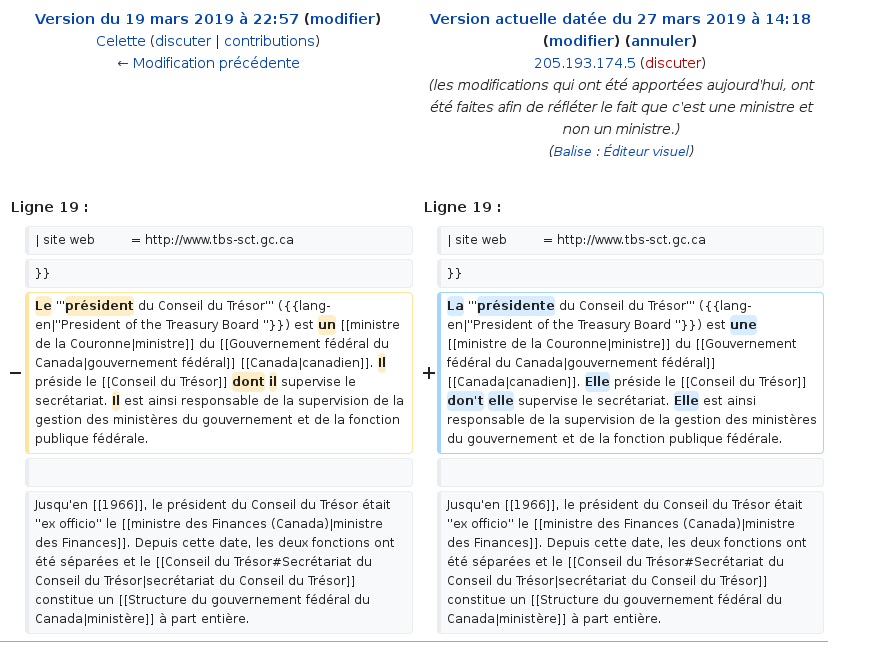 Version du 19 mars 2019 à 22:57 (modifier)
Celette (discuter | contributions)
← Modification précédente
Version actuelle datée du 27 mars 2019 à 14:18
(modifier) (annuler)
205.193.174.5 (discuter)
(les modifications qui ont été apportées aujourd'hui, ont
été faites afin de réfléter le fait que c'est une ministre et
non un ministre.)
(Balise : Éditeur visuel)
Ligne 19 :
| site web = http://www.tbs-sct.gc.ca
}}
− Le '''président du Conseil du Trésor''' ({{lang-
en|''President of the Treasury Board ''}}) est un [[ministre
de la Couronne|ministre]] du [[Gouvernement fédéral du
Canada|gouvernement fédéral]] [[Canada|canadien]]. Il
préside le [[Conseil du Trésor]] dont il supervise le
secrétariat. Il est ainsi responsable de la supervision de la
gestion des ministères du gouvernement et de la fonction
publique fédérale.
Jusqu'en [[1966]], le président du Conseil du Trésor était
''ex officio'' le [[ministre des Finances (Canada)|ministre
des Finances]]. Depuis cette date, les deux fonctions ont
été séparées et le [[Conseil du Trésor#Secrétariat du
Conseil du Trésor|secrétariat du Conseil du Trésor]]
constitue un [[Structure du gouvernement fédéral du
Canada|ministère]] à part entière.
Ligne 19 :
| site web = http://www.tbs-sct.gc.ca
}}
+ La '''présidente du Conseil du Trésor''' ({{lang-
en|''President of the Treasury Board ''}}) est une
[[ministre de la Couronne|ministre]] du [[Gouvernement
fédéral du Canada|gouvernement fédéral]]
[[Canada|canadien]]. Elle préside le [[Conseil du Trésor]]
don't elle supervise le secrétariat. Elle est ainsi
responsable de la supervision de la gestion des ministères
du gouvernement et de la fonction publique fédérale.
Jusqu'en [[1966]], le président du Conseil du Trésor était
''ex officio'' le [[ministre des Finances (Canada)|ministre
des Finances]]. Depuis cette date, les deux fonctions ont
été séparées et le [[Conseil du Trésor#Secrétariat du
Conseil du Trésor|secrétariat du Conseil du Trésor]]
constitue un [[Structure du gouvernement fédéral du
Canada|ministère]] à part entière.